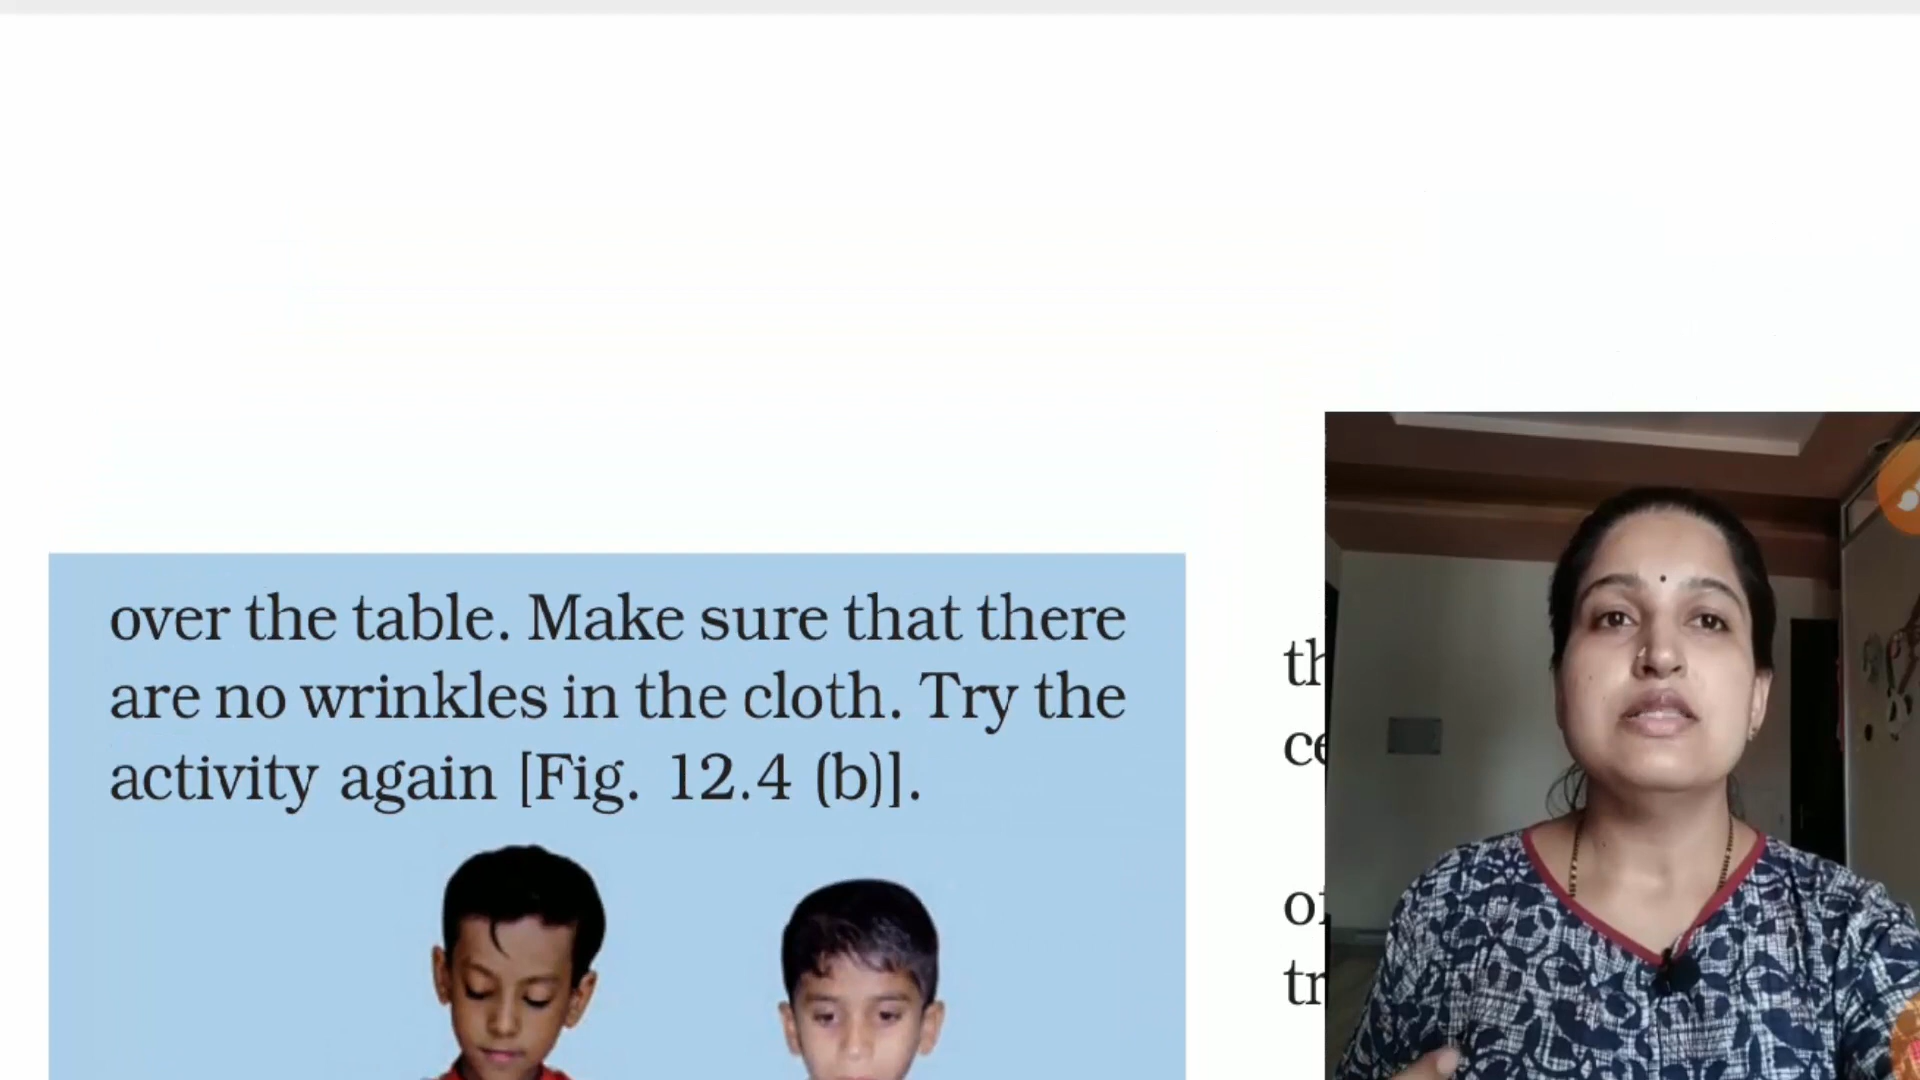 over the table. Make sure that there
are no wrinkles in the cloth. Try the
activity again [Fig. 12.4 (b)].